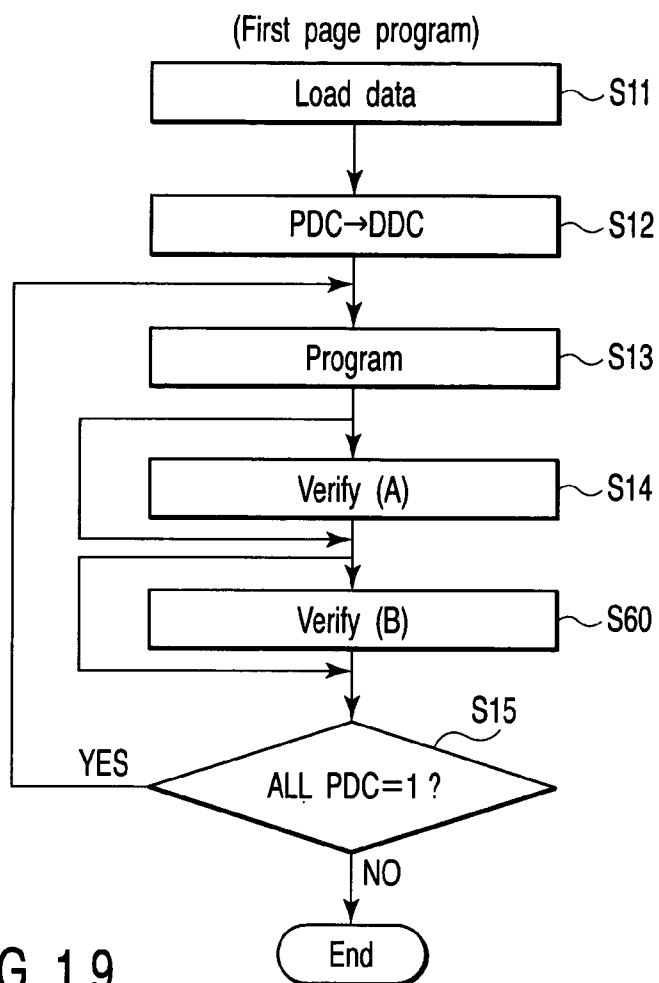 (First page program)
Load data
S11
PDC→DDC
S12
Program
S13
Verify (A)
S14
Verify (B)
S60
S15
ALL PDC=1 ?
YES
NO
End
G 19